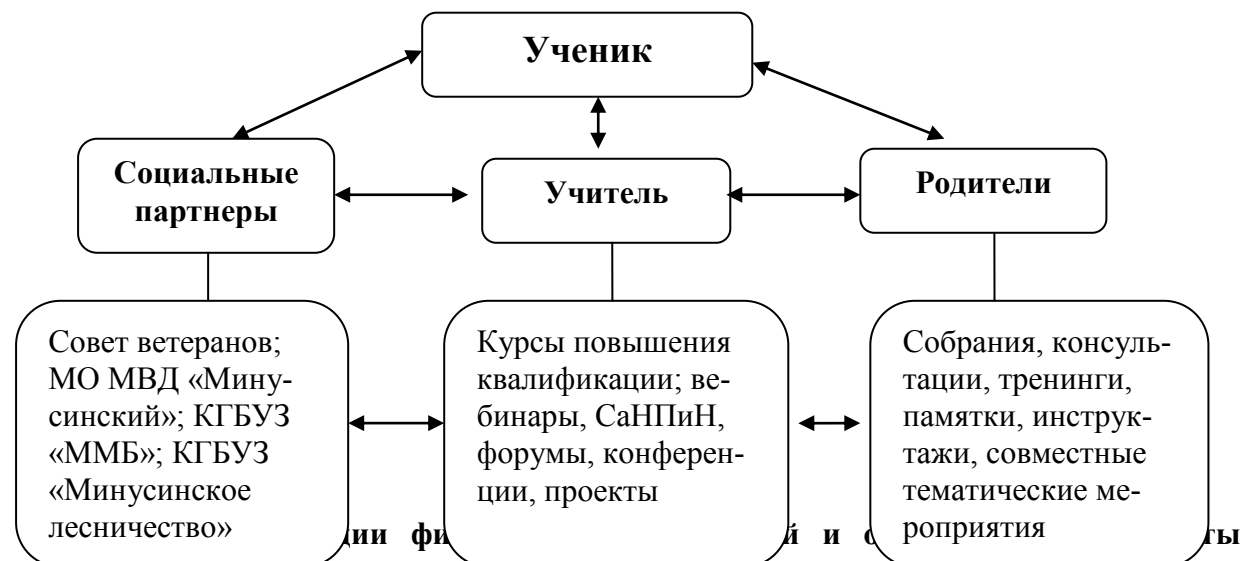 Ученик
Социальные
партнеры
Учитель
Родители
Совет ветеранов;
МО МВД «Мину-
синский»; КГБУЗ
«ММБ»; КГБУЗ
«Минусинское
лесничество»
Курсы повышения
квалификации; ве-
бинары, СаНПиН,
форумы, конферен-
ции, проекты
Собрания, консуль-
тации, тренинги,
памятки, инструк-
тажи, совместные
тематические ме-
роприятия
и